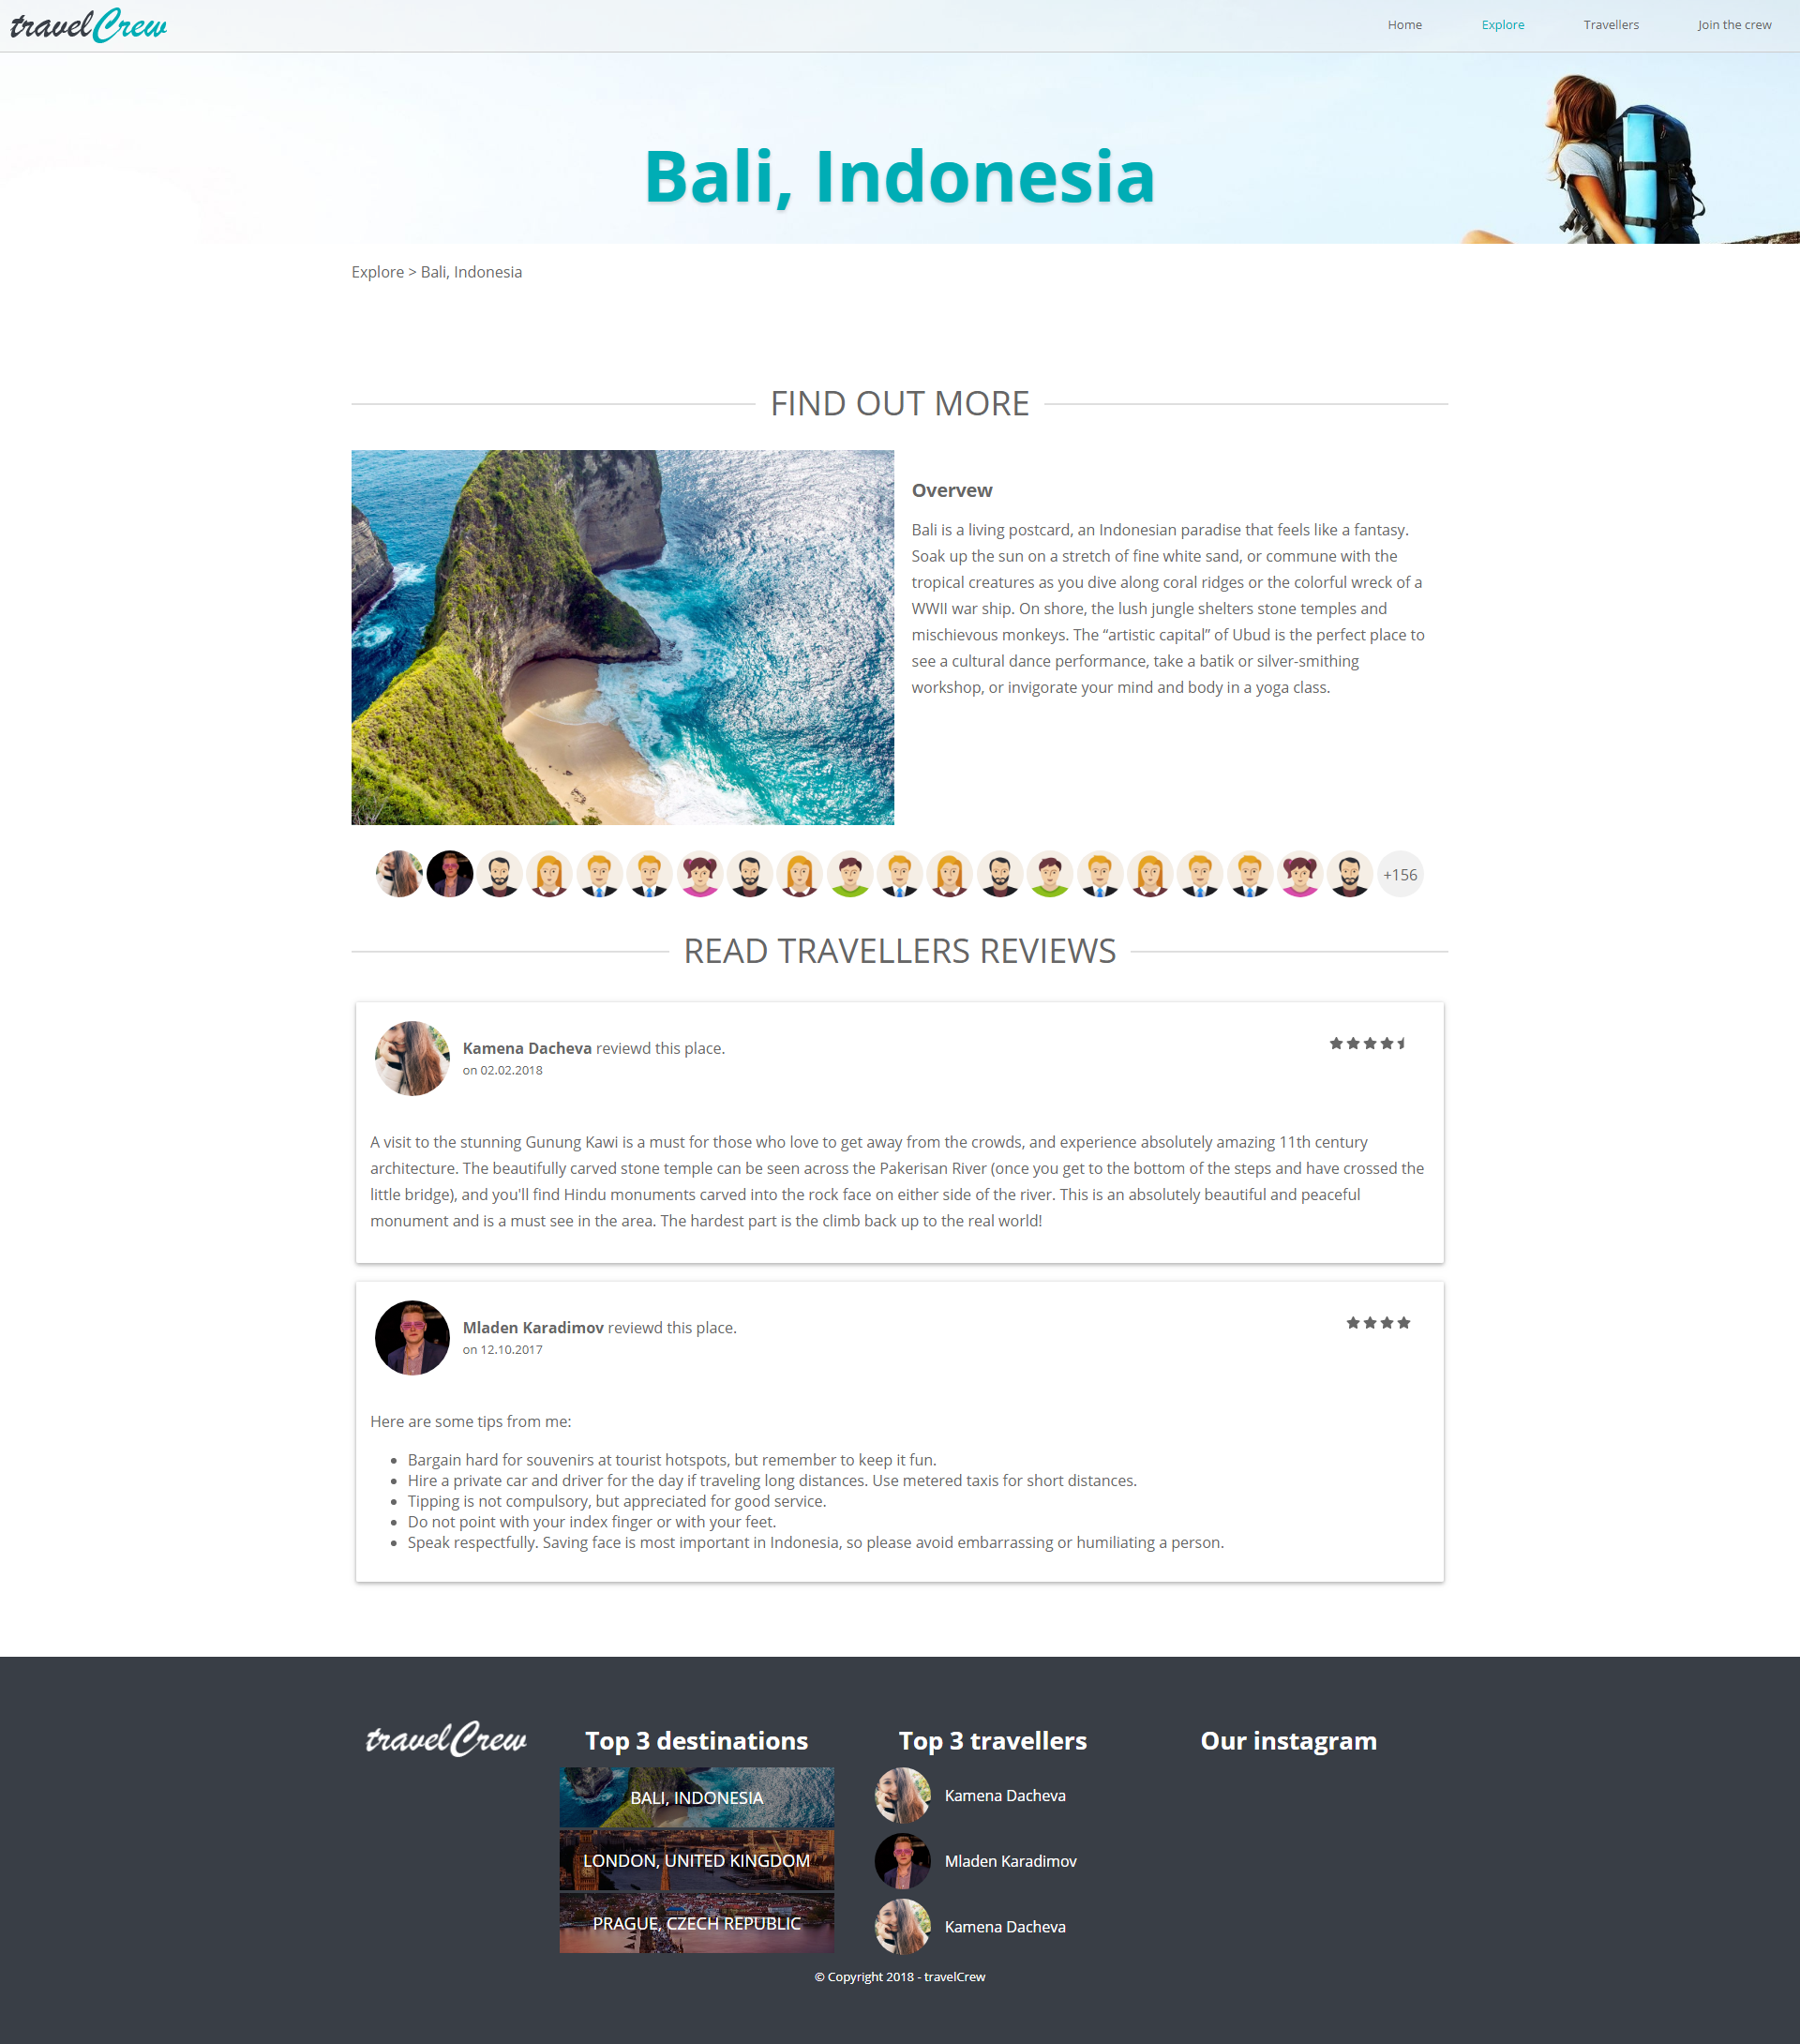 travelCrew
Home
Explore
Travellers
Join the crew
Bali, Indonesia
Explore > Bali, Indonesia
FIND OUT MORE
Overvew
Bali is a living postcard, an Indonesian paradise that feels like a fantasy.
Soak up the sun on a stretch of fine white sand, or commune with the
tropical creatures as you dive along coral ridges or the colorful wreck of a
WWII war ship. On shore, the lush jungle shelters stone temples and
mischievous monkeys. The “artistic capital” of Ubud is the perfect place to
see a cultural dance performance, take a batik or silver-smithing
workshop, or invigorate your mind and body in a yoga class.
+156
READ TRAVELLERS REVIEWS
Kamena Dacheva reviewd this place.
on 02.02.2018
A visit to the stunning Gunung Kawi is a must for those who love to get away from the crowds, and experience absolutely amazing 11th century
architecture. The beautifully carved stone temple can be seen across the Pakerisan River (once you get to the bottom of the steps and have crossed the
little bridge), and you'll find Hindu monuments carved into the rock face on either side of the river. This is an absolutely beautiful and peaceful
monument and is a must see in the area. The hardest part is the climb back up to the real world!
Mladen Karadimov reviewd this place.
on 12.10.2017
Here are some tips from me:
• Bargain hard for souvenirs at tourist hotspots, but remember to keep it fun.
• Hire a private car and driver for the day if traveling long distances. Use metered taxis for short distances.
• Tipping is not compulsory, but appreciated for good service.
• Do not point with your index finger or with your feet.
• Speak respectfully. Saving face is most important in Indonesia, so please avoid embarrassing or humiliating a person.
travelCrew
Top 3 destinations
BALI, INDONESIA
LONDON, UNITED KINGDOM
PRAGUE, CZECH REPUBLIC
Top 3 travellers
Kamena Dacheva
Mladen Karadimov
Kamena Dacheva
Our instagram
© Copyright 2018 - travelCrew